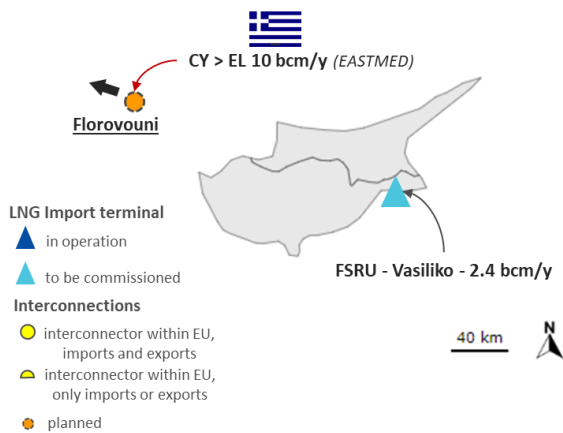 CY > EL 10 bcm/y (EASTMED)
Florovouni
LNG Import terminal
in operation
to be commissioned
FSRU - Vasiliko - 2.4 bcm/y
Interconnections
interconnector within EU,
imports and exports
interconnector within EU,
only imports or exports
planned
40 km
N